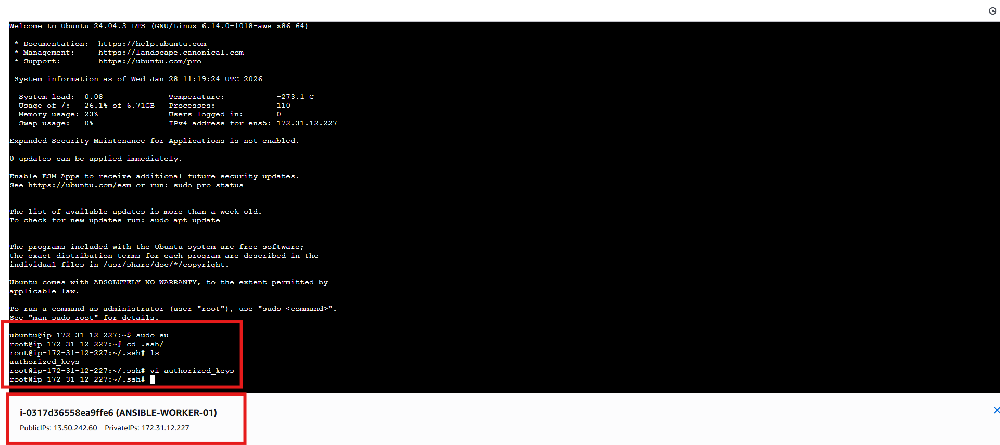 Welcome to Ubuntu 24.04.3 LTS (GNU/Linux 6.14.0-1018-aws x86_64)
* Documentation: https://help.ubuntu.com
* Management: https://landscape.canonical.com
* Support: https://ubuntu.com/pro
System information as of Wed Jan 28 11:19:24 UTC 2026
System load: 0.08 Temperature: -273.1 C
Usage of /: 26.1% of 6.71GB Processes: 110
Memory usage: 23% Users logged in: 0
Swap usage: 0% IPv4 address for ens5: 172.31.12.227
Expanded Security Maintenance for Applications is not enabled.
0 updates can be applied immediately.
Enable ESM Apps to receive additional future security updates.
See https://ubuntu.com/esm or run: sudo pro status
The list of available updates is more than a week old.
To check for new updates run: sudo apt update
The programs included with the Ubuntu system are free software;
the exact distribution terms for each program are described in the
individual files in /usr/share/doc/*/copyright.
Ubuntu comes with ABSOLUTELY NO WARRANTY, to the extent permitted by
applicable law.
To run a command as administrator (user "root"), use "sudo <command>".
See "man sudo_root" for details.
ubuntu@ip-172-31-12-227:~$ sudo su -
root@ip-172-31-12-227:~# cd .ssh/
root@ip-172-31-12-227:~/.ssh# ls
authorized_keys
root@ip-172-31-12-227:~/.ssh# vi authorized_keys
root@ip-172-31-12-227:~/.ssh#
i-0317d36558ea9ffe6 (ANSIBLE-WORKER-01)
PublicIPs: 13.50.242.60 PrivateIPs: 172.31.12.227